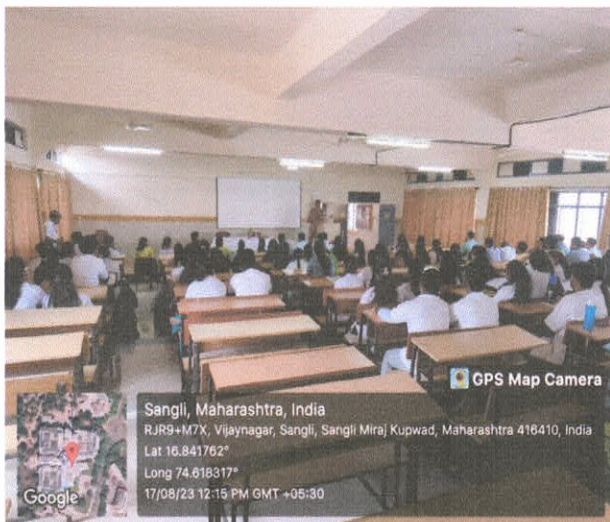 GPS Map Camera
Sangli, Maharashtra, India
RJR9+M7X, Vijaynagar, Sangli, Sangli Miraj Kupwad, Maharashtra 416410, India
Lat 16.841762°
Long 74.618317°
17/08/23 12:15 PM GMT +05:30
Google